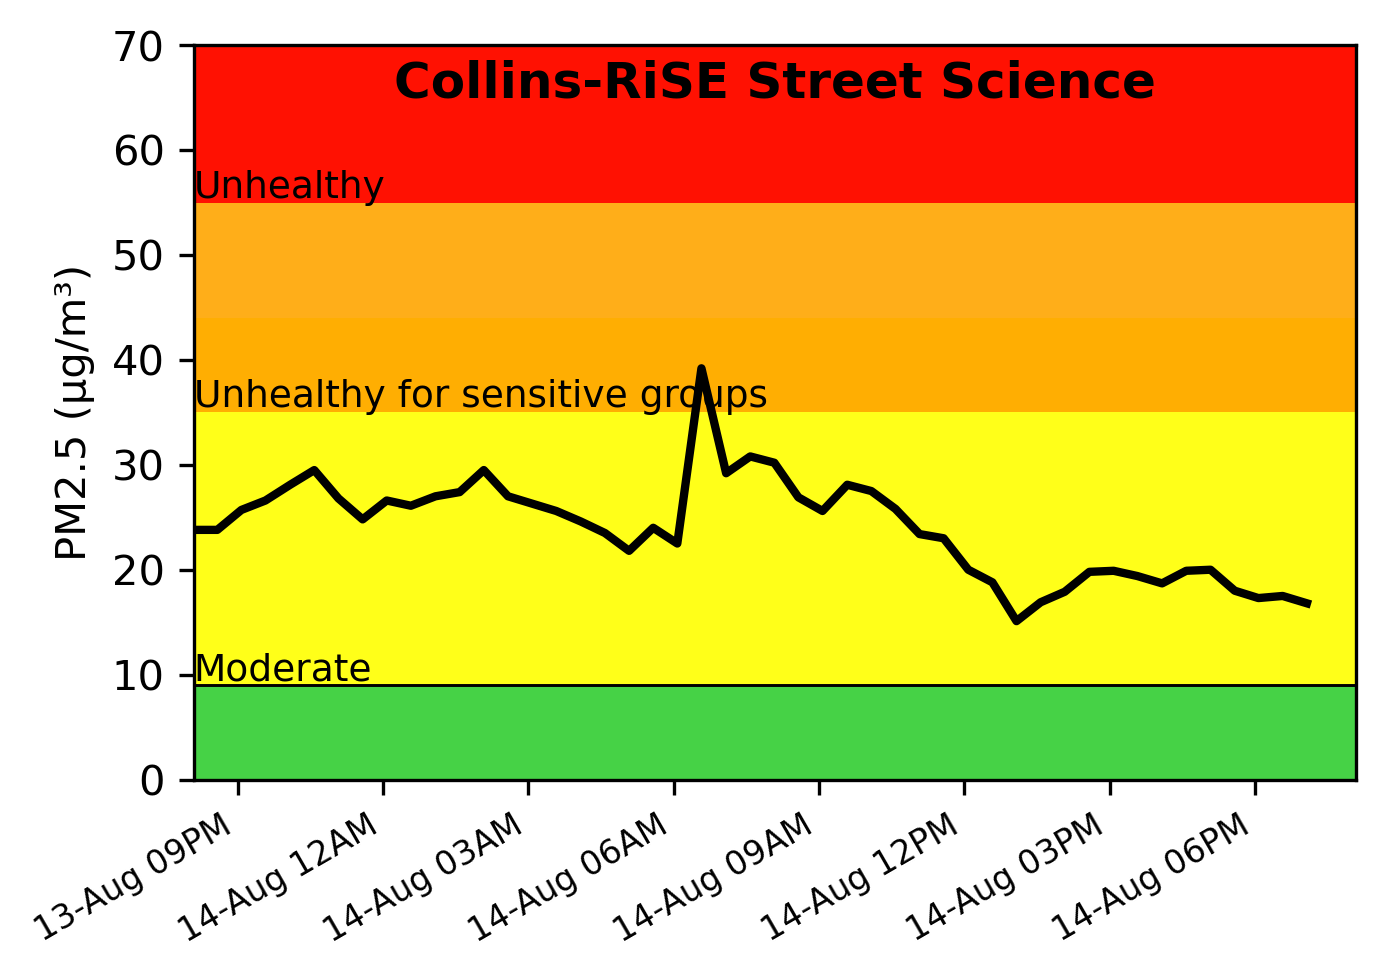 Collins-RiSE Street Science
PM2.5 (µg/m³)
70
60
50
40
30
20
10
0
Unhealthy
Unhealthy for sensitive groups
Moderate
13-Aug 09PM
14-Aug 12AM
14-Aug 03AM
14-Aug 06AM
14-Aug 09AM
14-Aug 12PM
14-Aug 03PM
14-Aug 06PM